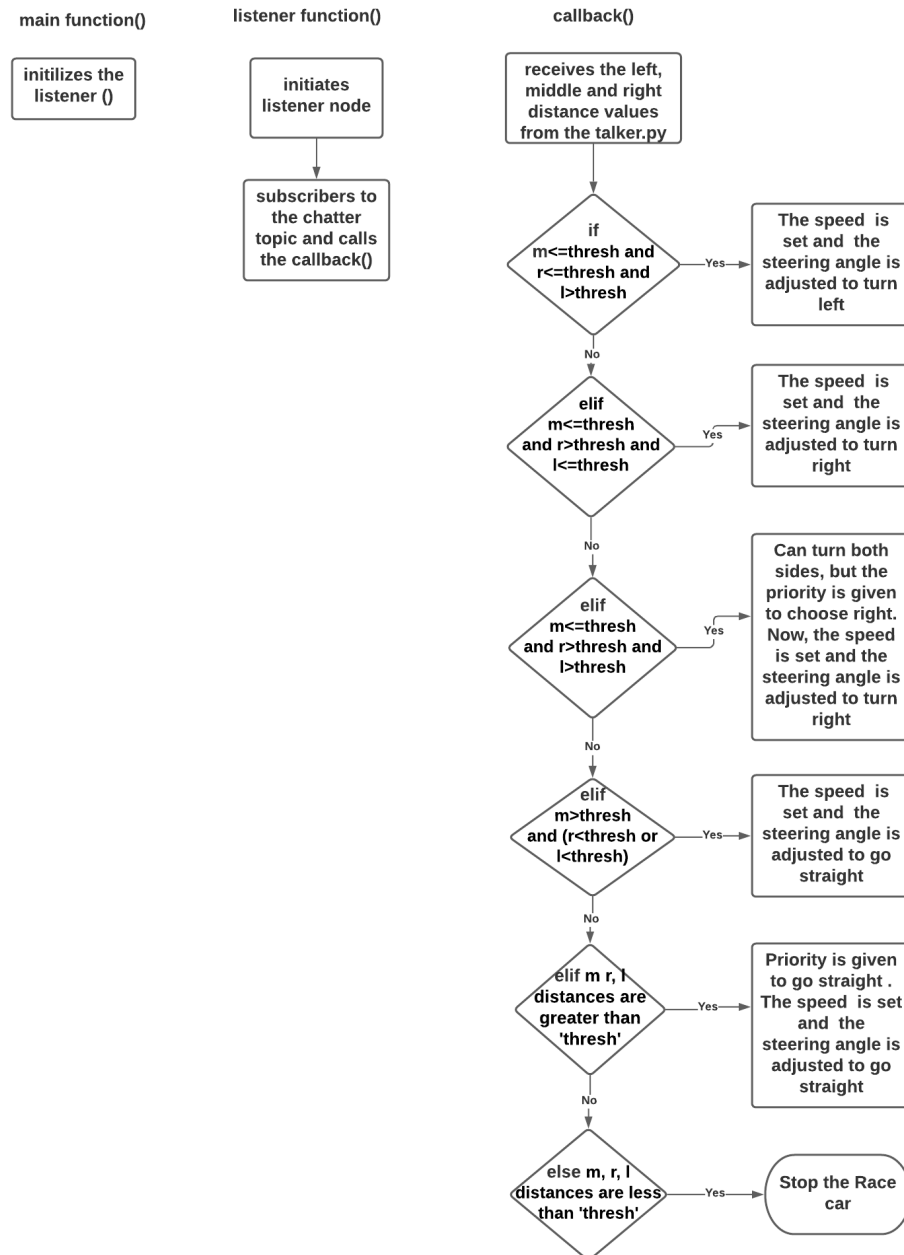 main function()
initilizes the
listener ()
listener function()
initiates
listener node
subscribers to
the chatter
topic and calls
the callback()
callback()
receives the left,
middle and right
distance values
from the talker.py
if
m<=thresh and
r<=thresh and
l>thresh
Yes
The speed is
set and the
steering angle is
adjusted to turn
left
No
elif
m<=thresh
and r>thresh and
l<=thresh
Yes
The speed is
set and the
steering angle is
adjusted to turn
right
No
elif
m<=thresh
and r>thresh and
l>thresh
Yes
Can turn both
sides, but the
priority is given
to choose right.
Now, the speed
is set and the
steering angle is
adjusted to turn
right
No
elif
m>thresh
and (r<thresh or
l<thresh)
Yes
The speed is
set and the
steering angle is
adjusted to go
straight
No
elif m r, l
distances are
greater than
'thresh'
Yes
Priority is given
to go straight .
The speed is set
and the
steering angle is
adjusted to go
straight
No
else m, r, l
distances are less
than 'thresh'
Yes
Stop the Race
car